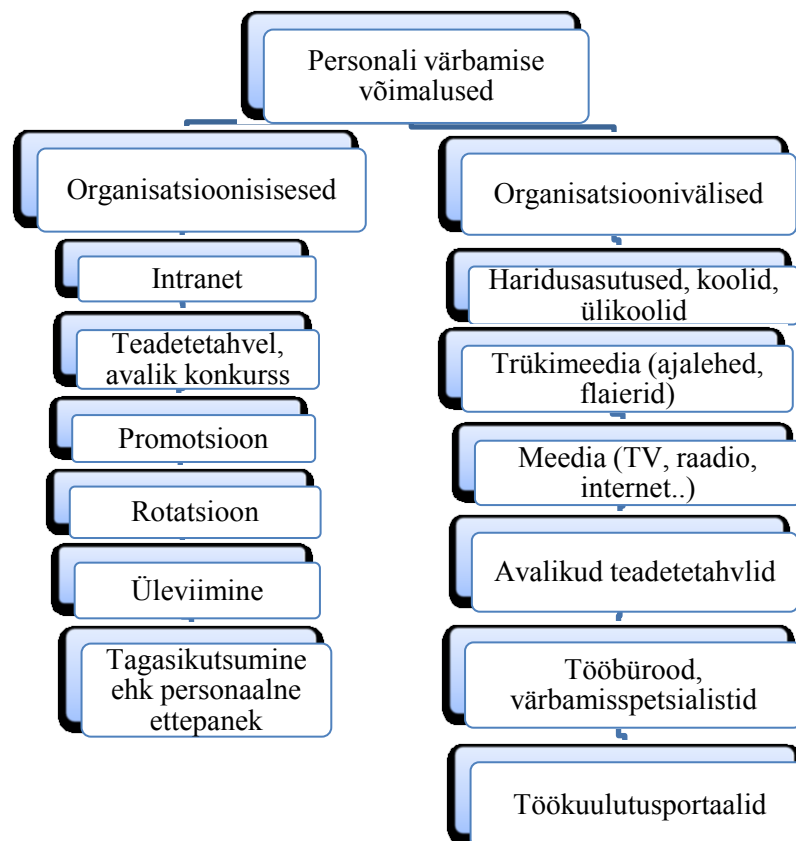 Personali värbamise
võimalused
Organisatsioonisisesed
Intranet
Teadetetahvel,
avalik konkurss
Promotsioon
Rotatsioon
Üleviimine
Tagasikutsumine
ehk personaalne
ettepanek
Organisatsioonivälised
Haridusasutused, koolid,
ülikoolid
Trükimeedia (ajalehed,
flaierid)
Meedia (TV, raadio,
internet..)
Avalikud teadetetahvlid
Tööbürood,
värbamisspetsialistid
Töökuulutusportaalid